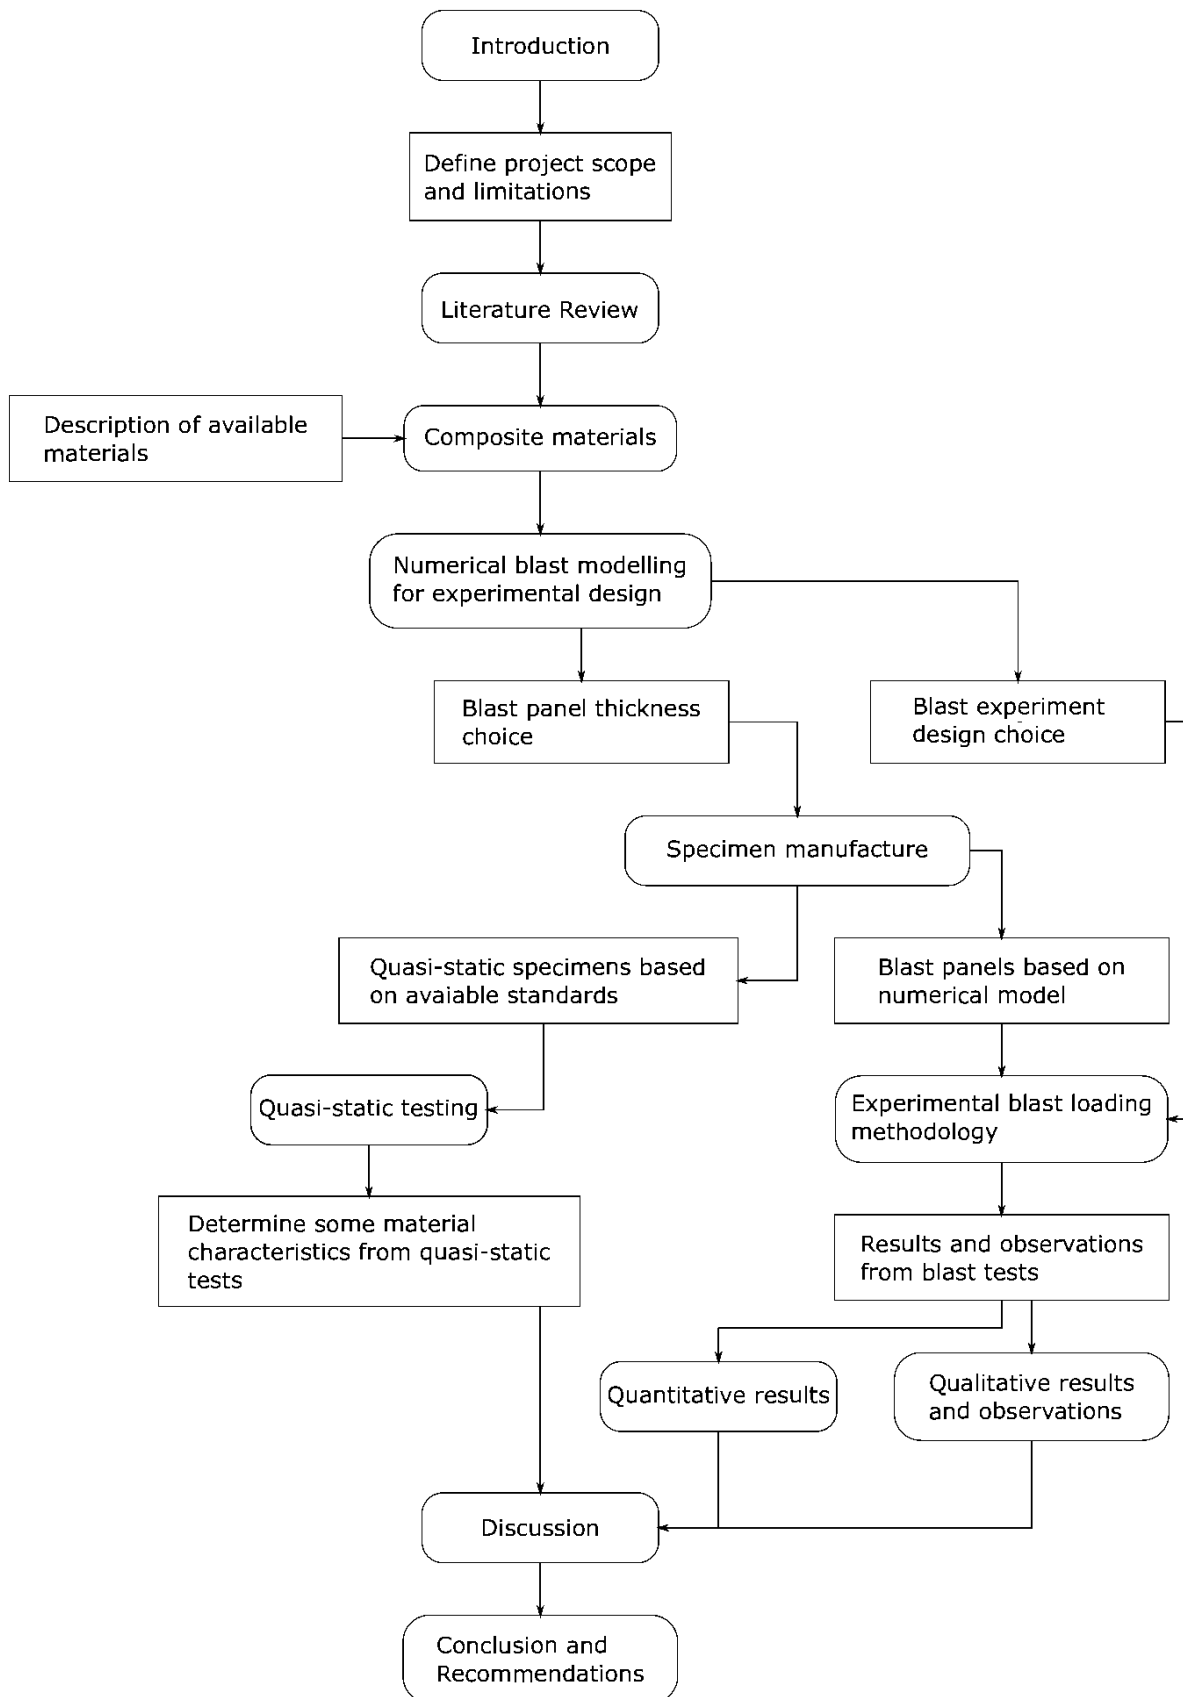 Introduction
Define project scope
and limitations
Literature Review
Description of available
materials
Composite materials
Numerical blast modelling
for experimental design
Blast panel thickness
choice
Blast experiment
design choice
Specimen manufacture
Quasi-static specimens based
on avaiable standards
Blast panels based on
numerical model
Quasi-static testing
Experimental blast loading
methodology
Determine some material
characteristics from quasi-static
tests
Results and observations
from blast tests
Quantitative results
Qualitative results
and observations
Discussion
Conclusion and
Recommendations